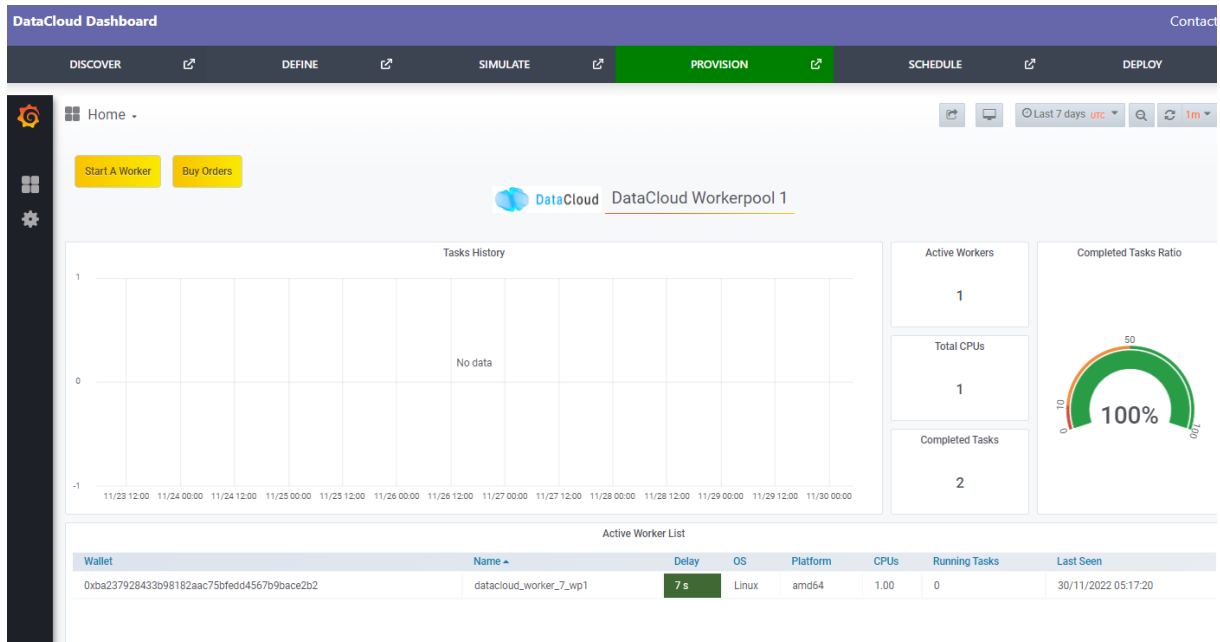 DataCloud Dashboard Contact
DISCOVER DEFINE SIMULATE PROVISION SCHEDULE DEPLOY
Home
Last 7 days UTC 1m
Start A Worker Buy Orders
DataCloud DataCloud Workerpool 1
Tasks History
1
0
-1
No data
11/23 12:00 11/24 00:00 11/24 12:00 11/25 00:00 11/25 12:00 11/26 00:00 11/26 12:00 11/27 00:00 11/27 12:00 11/28 00:00 11/28 12:00 11/29 00:00 11/29 12:00 11/30 00:00
Active Workers
1
Total CPUs
1
Completed Tasks
2
Completed Tasks Ratio
50
10
0
100
100%
Active Worker List
Wallet Name Delay OS Platform CPUs Running Tasks Last Seen
0xba237928433b98182aac75bfedd4567b9bace2b2 datacloud_worker_7_wp1 7 s Linux amd64 1.00 0 30/11/2022 05:17:20